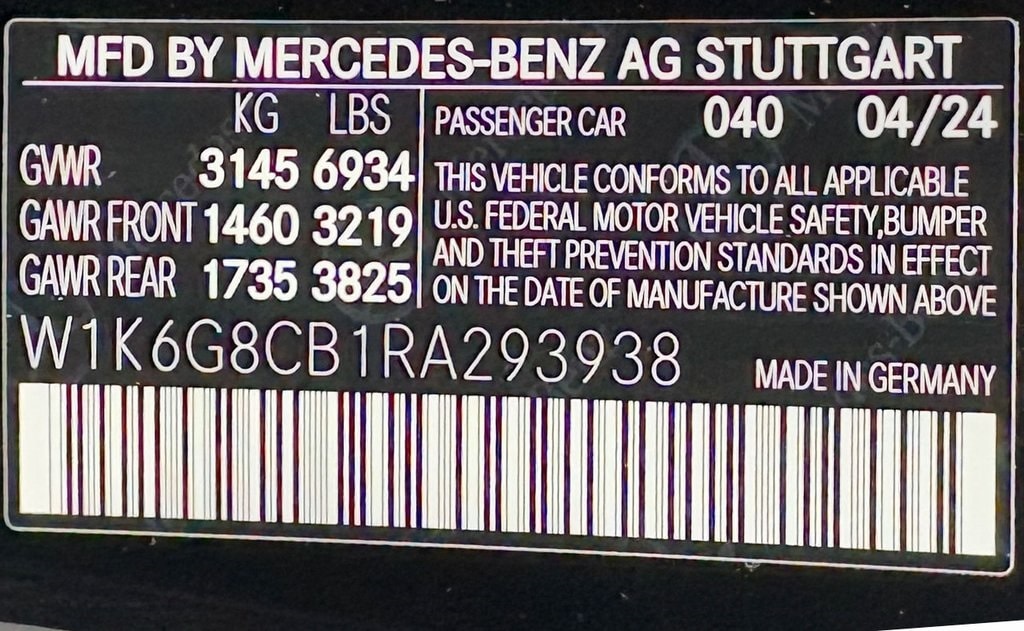 MFD BY MERCEDES-BENZ AG STUTTGART
KG LBS
GVWR 3145 6934
GAWR FRONT 1460 3219
GAWR REAR 1735 3825
PASSENGER CAR 040 04/24
THIS VEHICLE CONFORMS TO ALL APPLICABLE
U.S. FEDERAL MOTOR VEHICLE SAFETY,BUMPER
AND THEFT PREVENTION STANDARDS IN EFFECT
ON THE DATE OF MANUFACTURE SHOWN ABOVE
W1K6G8CB1RA293938
MADE IN GERMANY